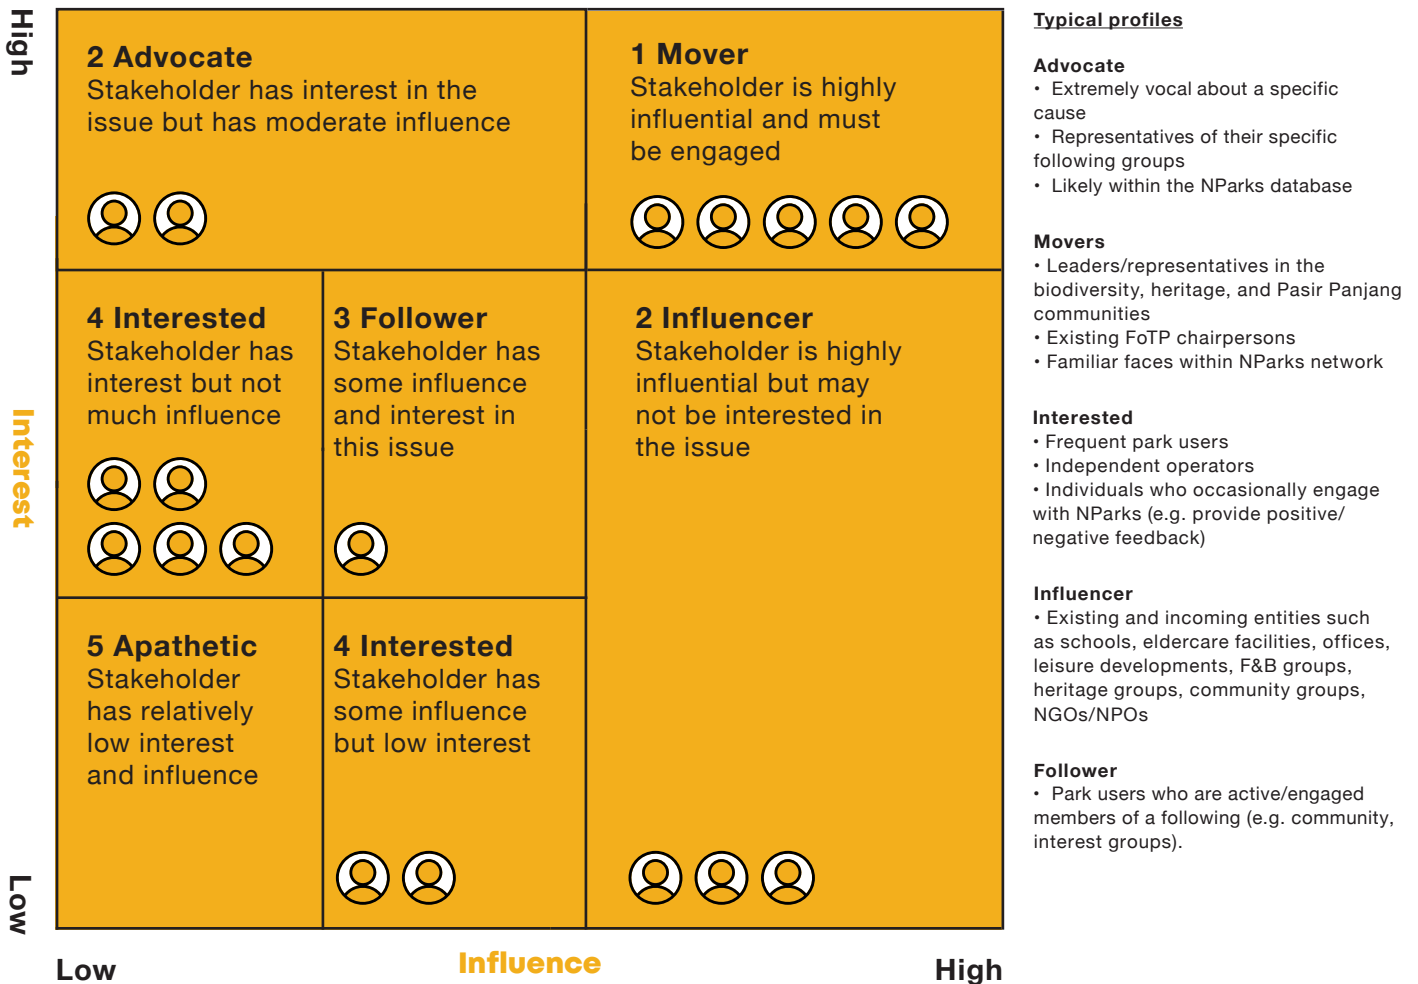 High
2 Advocate
Stakeholder has interest in the
issue but has moderate influence
1 Mover
Stakeholder is highly
influential and must
be engaged
4 Interested
Stakeholder has
interest but not
much influence
3 Follower
Stakeholder has
some influence
and interest in
this issue
2 Influencer
Stakeholder is highly
influential but may
not be interested in
the issue
Interest
5 Apathetic
Stakeholder
has relatively
low interest
and influence
4 Interested
Stakeholder has
some influence
but low interest
Low
Low
Influence
High
Typical profiles
Advocate
• Extremely vocal about a specific
cause
• Representatives of their specific
following groups
• Likely within the NParks database
Movers
• Leaders/representatives in the
biodiversity, heritage, and Pasir Panjang
communities
• Existing FoTP chairpersons
• Familiar faces within NParks network
Interested
• Frequent park users
• Independent operators
• Individuals who occasionally engage
with NParks (e.g. provide positive/
negative feedback)
Influencer
• Existing and incoming entities such
as schools, eldercare facilities, offices,
leisure developments, F&B groups,
heritage groups, community groups,
NGOs/NPOs
Follower
• Park users who are active/engaged
members of a following (e.g. community,
interest groups).